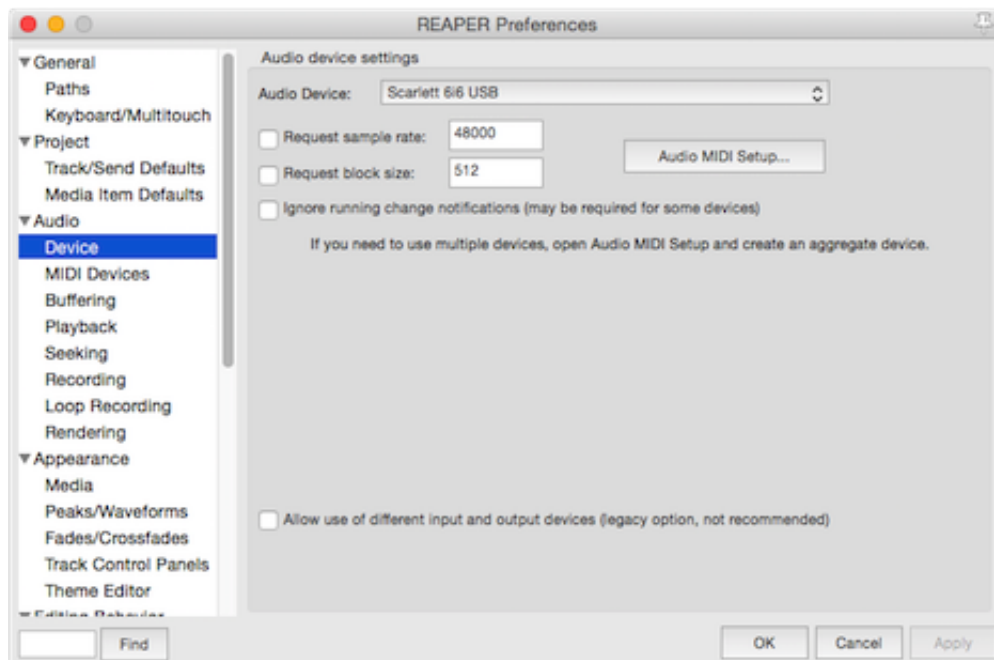 REAPER Preferences
General
Paths
Keyboard/Multitouch
Project
Track/Send Defaults
Media Item Defaults
Audio
Device
MIDI Devices
Buffering
Playback
Seeking
Recording
Loop Recording
Rendering
Appearance
Media
Peaks/Waveforms
Fades/Crossfades
Track Control Panels
Theme Editor
Editing Behavior
Find
Audio device settings
Audio Device: Scarlett 6i6 USB
Request sample rate: 48000
Audio MIDI Setup...
Request block size: 512
Ignore running change notifications (may be required for some devices)
If you need to use multiple devices, open Audio MIDI Setup and create an aggregate device.
Allow use of different input and output devices (legacy option, not recommended)
OK Cancel Apply